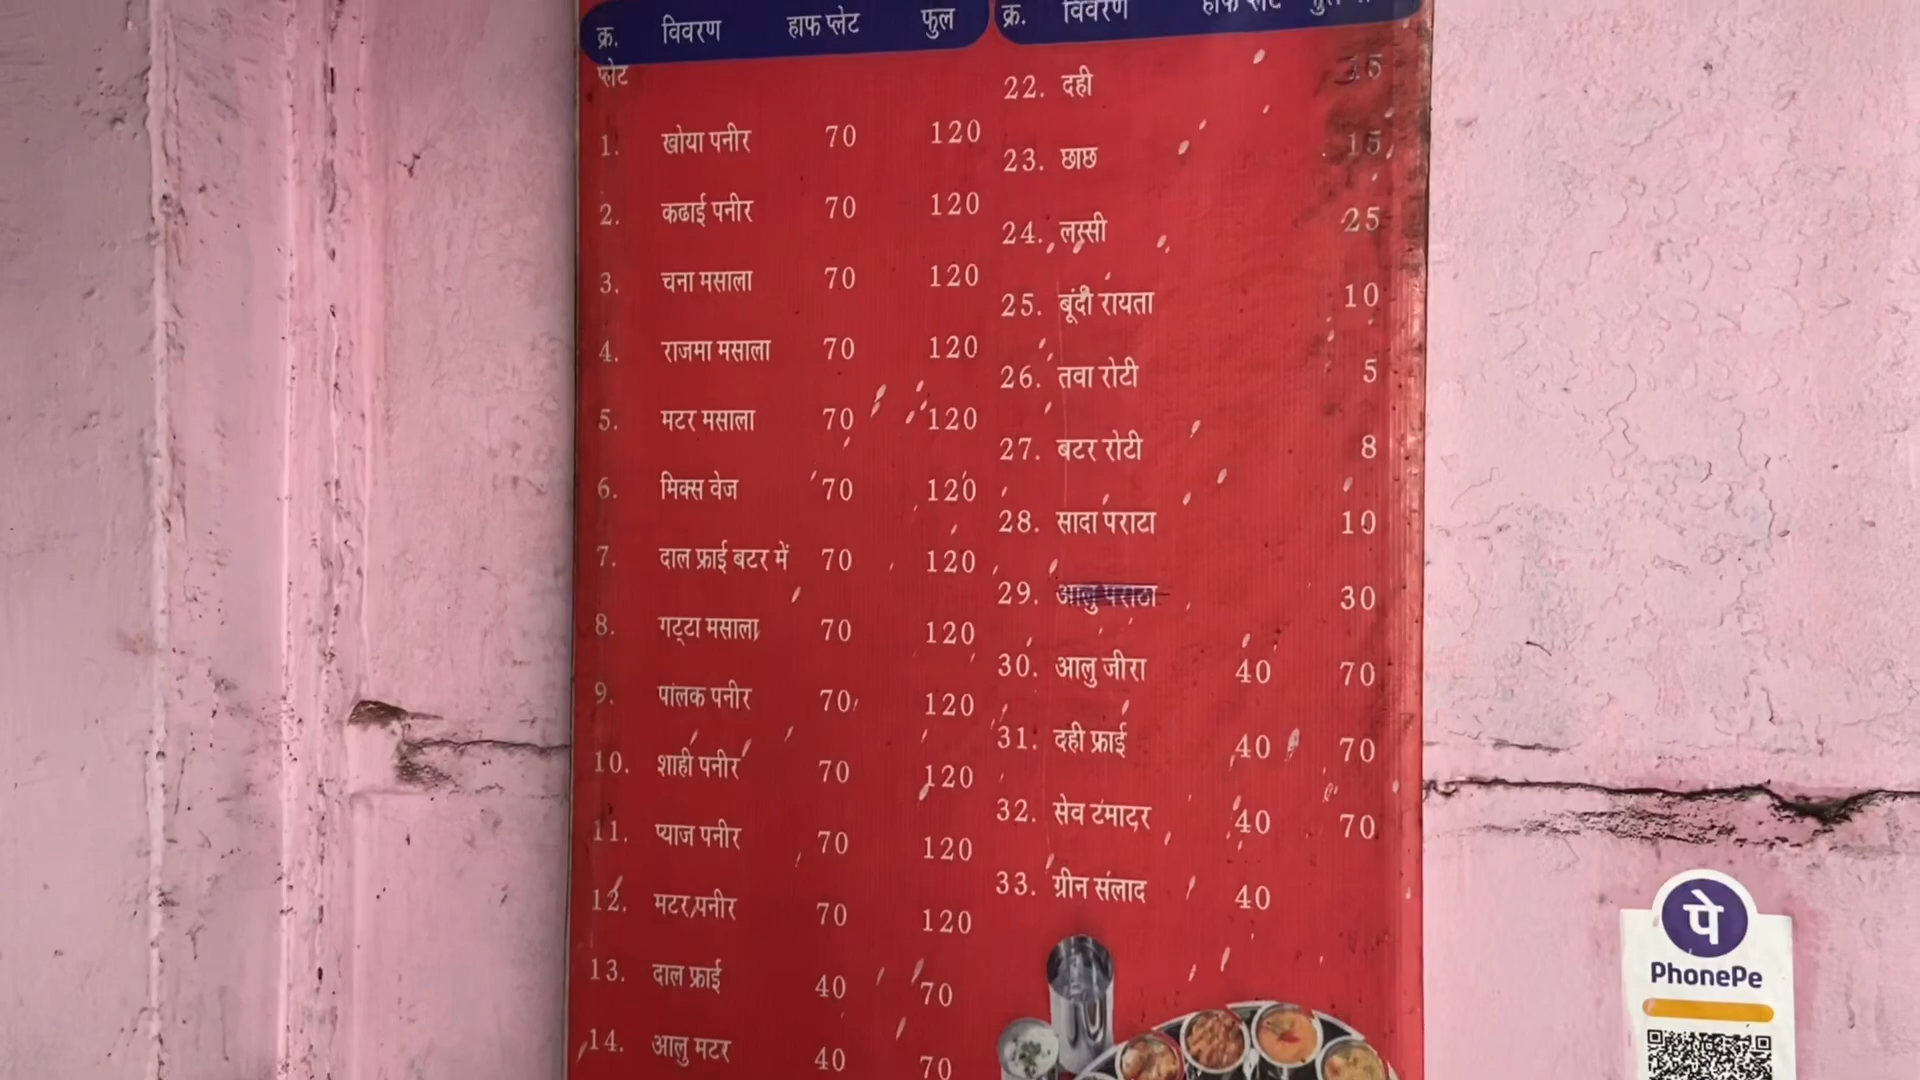 क्र. विवरण हाफ प्लेट फुल
प्लेट
1. खोया पनीर 70 120
2. कढाई पनीर 70 120
3. चना मसाला 70 120
4. राजमा मसाला 70 120
5. मटर मसाला 70 120
6. मिक्स वेज 70 120
7. दाल फ्राई बटर में 70 120
8. गट्टा मसाला 70 120
9. पालक पनीर 70 120
10. शाही पनीर 70 120
11. प्याज पनीर 70 120
12. मटर पनीर 70 120
13. दाल फ्राई 40 70
14. आलु मटर 40 70
क्र. विवरण हाफ प्लेट
22. दही
23. छाछ 15
24. लस्सी 25
25. बूंदी रायता 10
26. तवा रोटी 5
27. बटर रोटी 8
28. सादा पराटा 10
29. आलु पराठा 30
30. आलु जीरा 40 70
31. दही फ्राई 40 70
32. सेव टमाटर 40 70
33. ग्रीन सलाद 40
पे
PhonePe